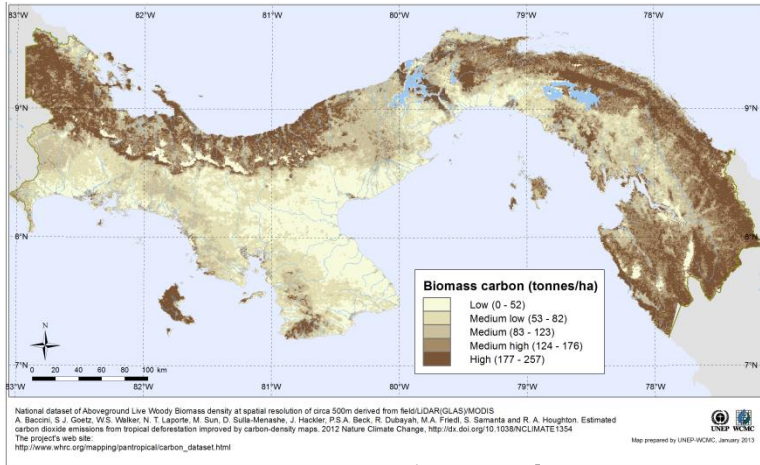 83°W 82°W 81°W 80°W 79°W 78°W
9°N 9°N
8°N 8°N
7°N 7°N
83°W 82°W 81°W 80°W 79°W 78°W
N
0 20 40 60 80 100 km
Biomass carbon (tonnes/ha)
Low (0 - 52)
Medium low (53 - 82)
Medium (83 - 123)
Medium high (124 - 176)
High (177 - 257)
National dataset of Aboveground Live Woody Biomass density at spatial resolution of circa 500m derived from field/LiDAR(GLAS)/MODIS
A. Baccini, S J. Goetz, W.S. Walker, N. T. Laporte, M. Sun, D. Sulla-Menashe, J. Hackler, P.S.A. Beck, R. Dubayah, M.A. Friedl, S. Samanta and R. A. Houghton. Estimated
carbon dioxide emissions from tropical deforestation improved by carbon-density maps. 2012 Nature Climate Change, http://dx.doi.org/10.1038/NCLIMATE1354
The project's web site:
http://www.whrc.org/mapping/pantropical/carbon_dataset.html
UNEP WCMC
Map prepared by UNEP-WCMC, January 2013